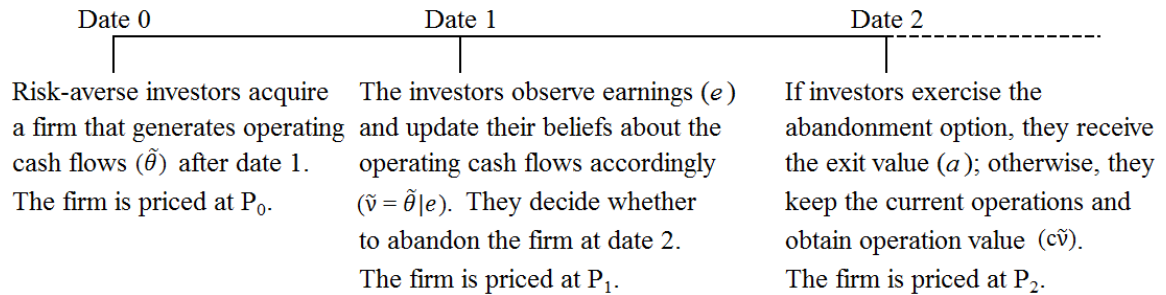 Date 0
Date 1
Date 2
Risk-averse investors acquire
a firm that generates operating
cash flows (θ̃) after date 1.
The firm is priced at P₀.
The investors observe earnings (e)
and update their beliefs about the
operating cash flows accordingly
(ṽ = θ̃|e). They decide whether
to abandon the firm at date 2.
The firm is priced at P₁.
If investors exercise the
abandonment option, they receive
the exit value (a); otherwise, they
keep the current operations and
obtain operation value (cṽ).
The firm is priced at P₂.